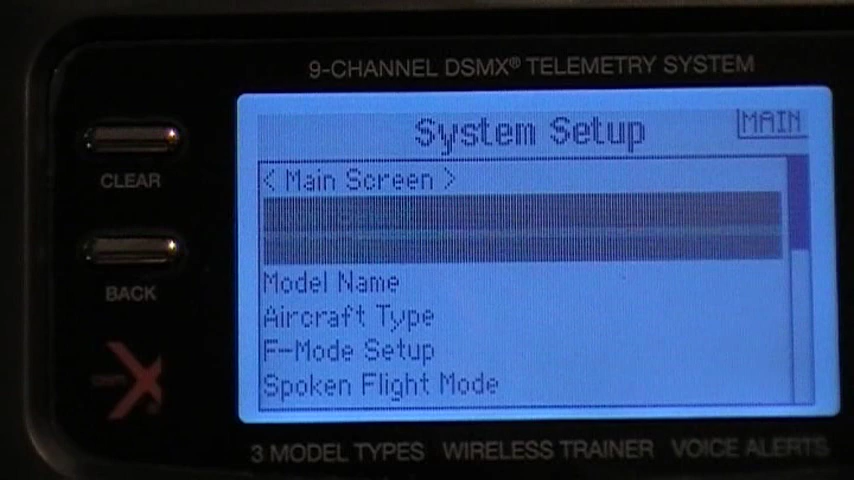 9-CHANNEL DSMX® TELEMETRY SYSTEM
System Setup
MAIN
< Main Screen >
CLEAR
BACK
Model Name
Aircraft Type
F-Mode Setup
Spoken Flight Mode
X
3 MODEL TYPES WIRELESS TRAINER VOICE ALERTS